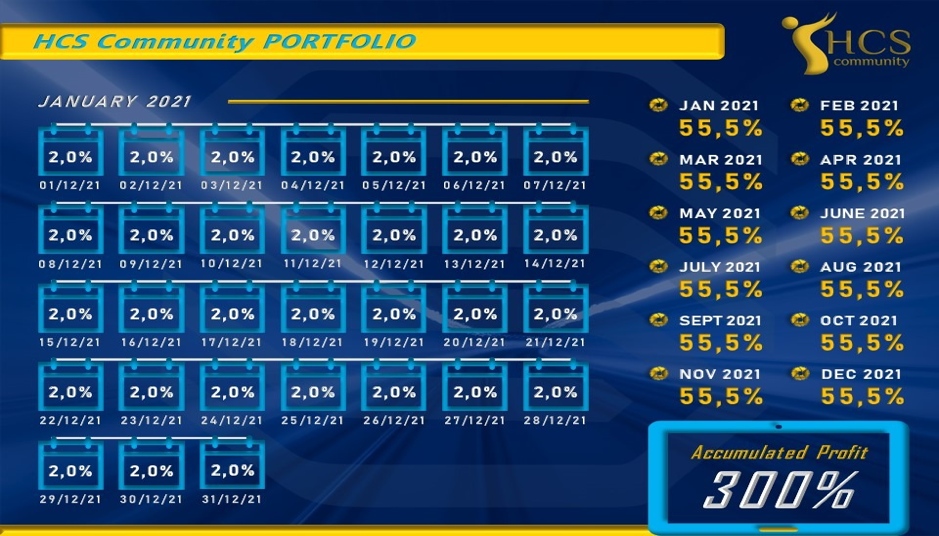 HCS Community PORTFOLIO
HCS
community
JANUARY 2021
2,0% 2,0% 2,0% 2,0% 2,0% 2,0% 2,0%
01/12/21 02/12/21 03/12/21 04/12/21 05/12/21 06/12/21 07/12/21
2,0% 2,0% 2,0% 2,0% 2,0% 2,0% 2,0%
08/12/21 09/12/21 10/12/21 11/12/21 12/12/21 13/12/21 14/12/21
2,0% 2,0% 2,0% 2,0% 2,0% 2,0% 2,0%
15/12/21 16/12/21 17/12/21 18/12/21 19/12/21 20/12/21 21/12/21
2,0% 2,0% 2,0% 2,0% 2,0% 2,0% 2,0%
22/12/21 23/12/21 24/12/21 25/12/21 26/12/21 27/12/21 28/12/21
2,0% 2,0% 2,0%
29/12/21 30/12/21 31/12/21
JAN 2021 FEB 2021
55,5% 55,5%
MAR 2021 APR 2021
55,5% 55,5%
MAY 2021 JUNE 2021
55,5% 55,5%
JULY 2021 AUG 2021
55,5% 55,5%
SEPT 2021 OCT 2021
55,5% 55,5%
NOV 2021 DEC 2021
55,5% 55,5%
Accumulated Profit
300%